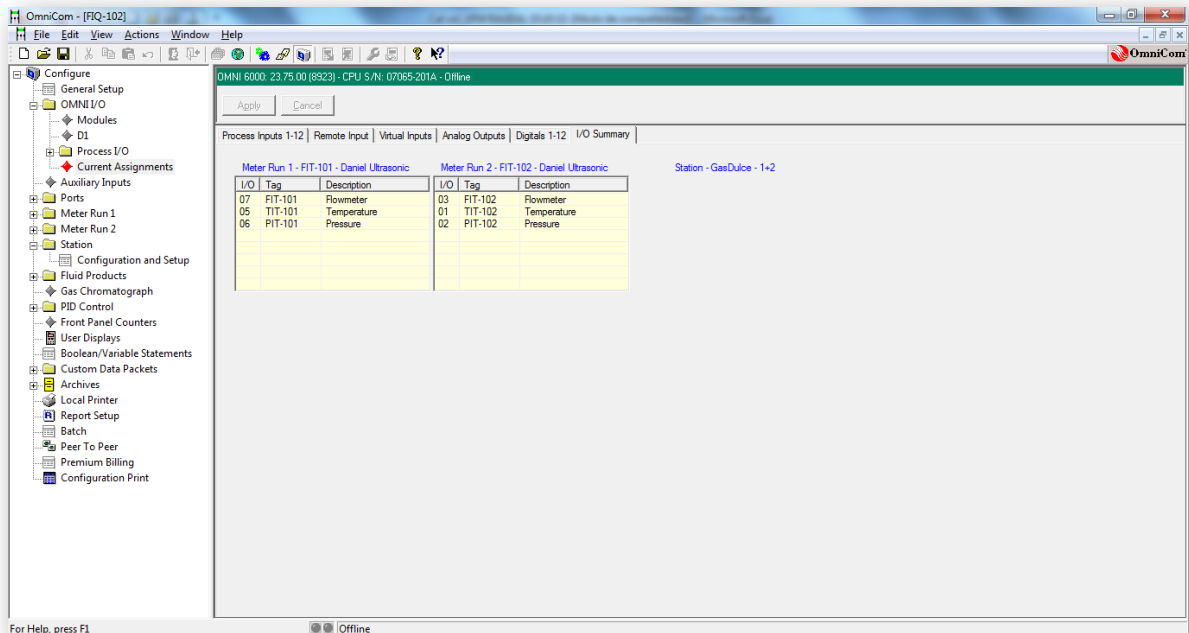 OmniCom - [FIQ-102]
File Edit View Actions Window Help
OmniCom
Configure
General Setup
OMNI I/O
Modules
D1
Process I/O
Current Assignments
Auxiliary Inputs
Ports
Meter Run 1
Meter Run 2
Station
Configuration and Setup
Fluid Products
Gas Chromatograph
PID Control
Front Panel Counters
User Displays
Boolean/Variable Statements
Custom Data Packets
Archives
Local Printer
Report Setup
Batch
Peer To Peer
Premium Billing
Configuration Print
OMNI 6000: 23.75.00 (8923) - CPU S/N: 07065-201A - Offline
Apply Cancel
Process Inputs 1-12 Remote Input Virtual Inputs Analog Outputs Digitals 1-12 I/O Summary
Meter Run 1 - FIT-101 - Daniel Ultrasonic
I/O Tag Description
07 FIT-101 Flowmeter
05 TIT-101 Temperature
06 PIT-101 Pressure
Meter Run 2 - FIT-102 - Daniel Ultrasonic
I/O Tag Description
03 FIT-102 Flowmeter
01 TIT-102 Temperature
02 PIT-102 Pressure
Station - GasDulce - 1+2
For Help, press F1
Offline